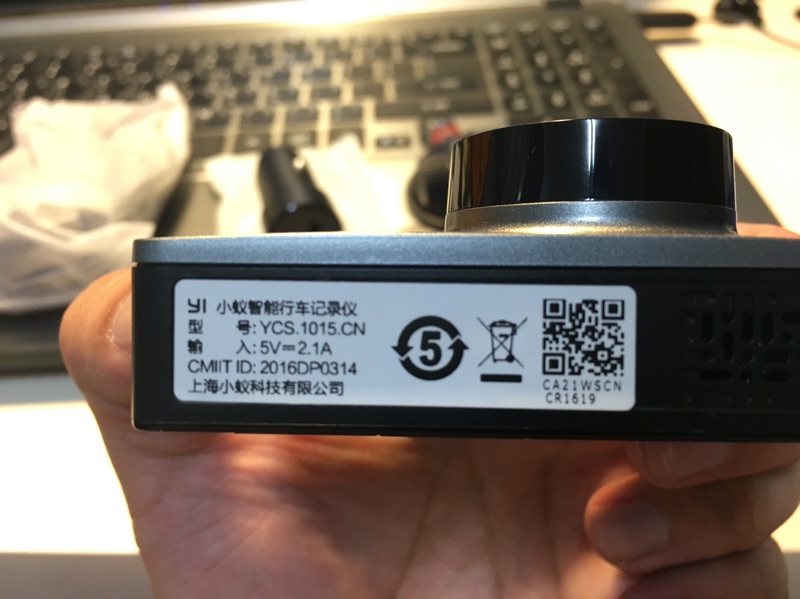 YI 小蚁智能行车记录仪
型 号: YCS.1015.CN
输 入: 5V⎓2.1A
CMIIT ID: 2016DP0314
上海小蚁科技有限公司
5
CA21WSCN
CR1619